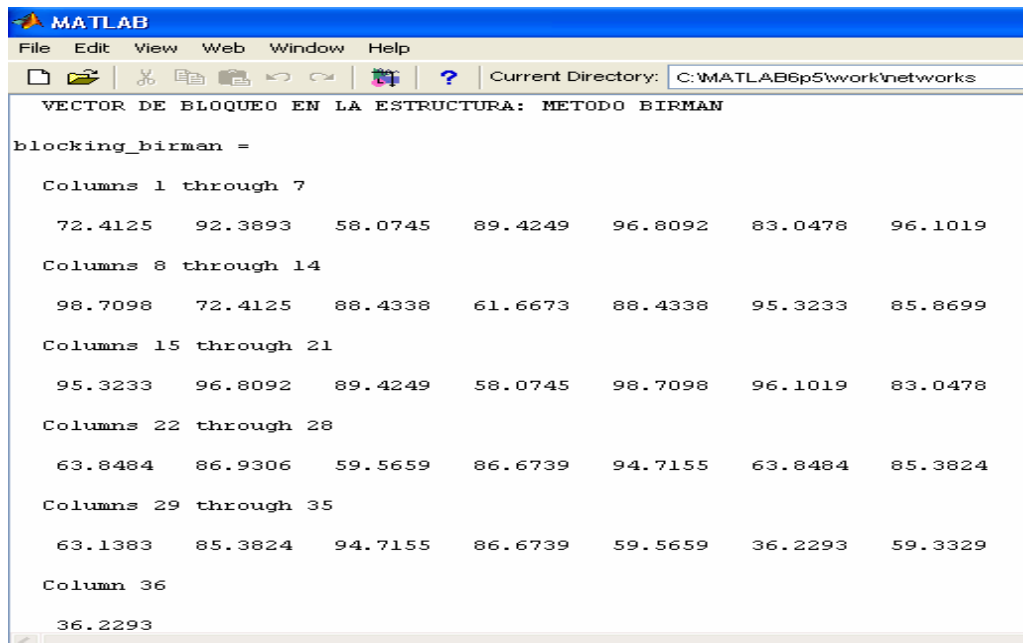 MATLAB
File Edit View Web Window Help
? Current Directory: C:\MATLAB6p5\work\networks
VECTOR DE BLOQUEO EN LA ESTRUCTURA: METODO BIRMAN
blocking_birman =
Columns 1 through 7
72.4125 92.3893 58.0745 89.4249 96.8092 83.0478 96.1019
Columns 8 through 14
98.7098 72.4125 88.4338 61.6673 88.4338 95.3233 85.8699
Columns 15 through 21
95.3233 96.8092 89.4249 58.0745 98.7098 96.1019 83.0478
Columns 22 through 28
63.8484 86.9306 59.5659 86.6739 94.7155 63.8484 85.3824
Columns 29 through 35
63.1383 85.3824 94.7155 86.6739 59.5659 36.2293 59.3329
Column 36
36.2293